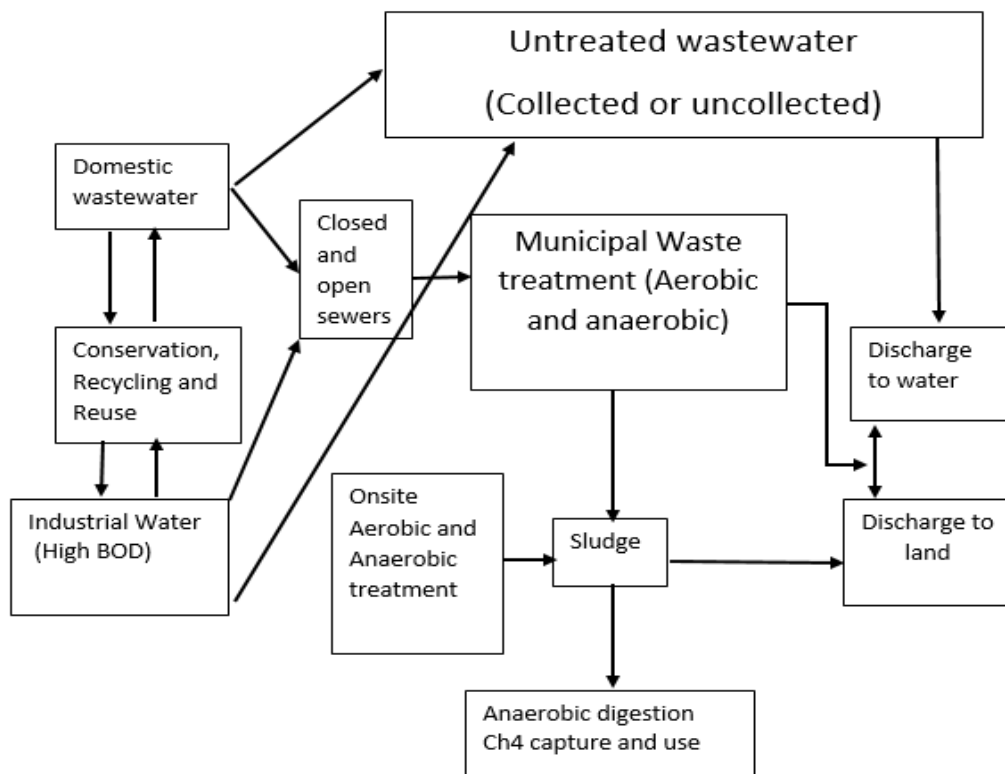 Untreated wastewater
(Collected or uncollected)
Domestic
wastewater
Closed
and
open
sewers
Municipal Waste
treatment (Aerobic
and anaerobic)
Conservation,
Recycling and
Reuse
Discharge
to water
Industrial Water
(High BOD)
Onsite
Aerobic and
Anaerobic
treatment
Sludge
Discharge to
land
Anaerobic digestion
Ch4 capture and use